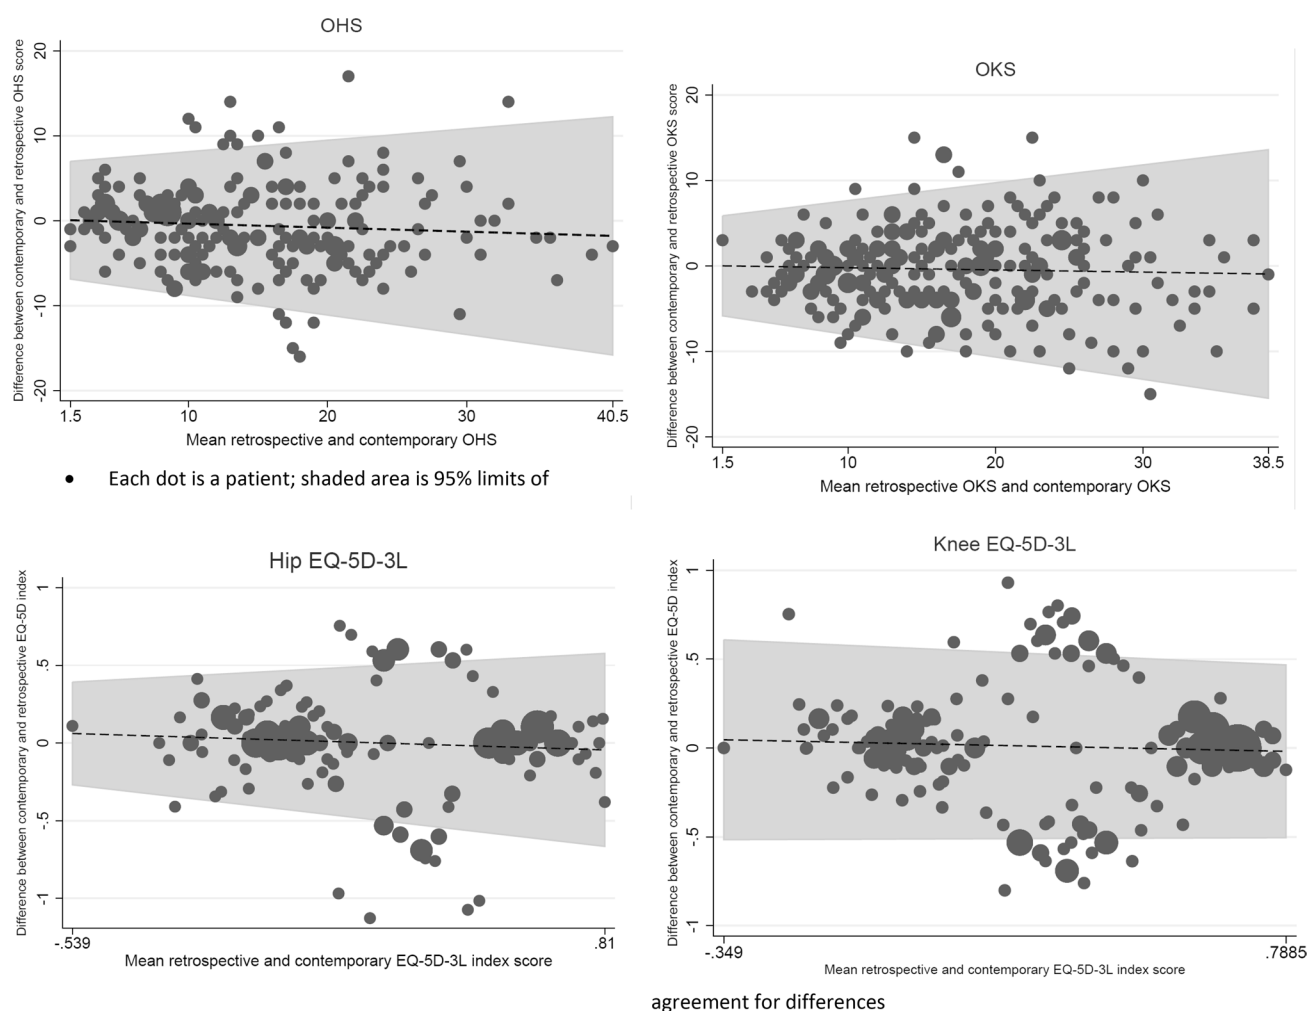 OHS
Difference between contemporary and retrospective OHS score
20
10
0
-10
-20
1.5
10
20
30
40.5
Mean retrospective and contemporary OHS
OKS
Difference between contemporary and retrospective OKS score
20
10
0
-10
-20
1.5
10
20
30
38.5
Mean retrospective OKS and contemporary OKS
• Each dot is a patient; shaded area is 95% limits of
Hip EQ-5D-3L
Difference between contemporary and retrospective EQ-5D index
1
.5
0
-.5
-1
-.539
.81
Mean retrospective and contemporary EQ-5D-3L index score
Knee EQ-5D-3L
Difference between contemporary and retrospective EQ-5D index
1
.5
0
-.5
-1
-.349
.7885
Mean retrospective and contemporary EQ-5D-3L index score
agreement for differences